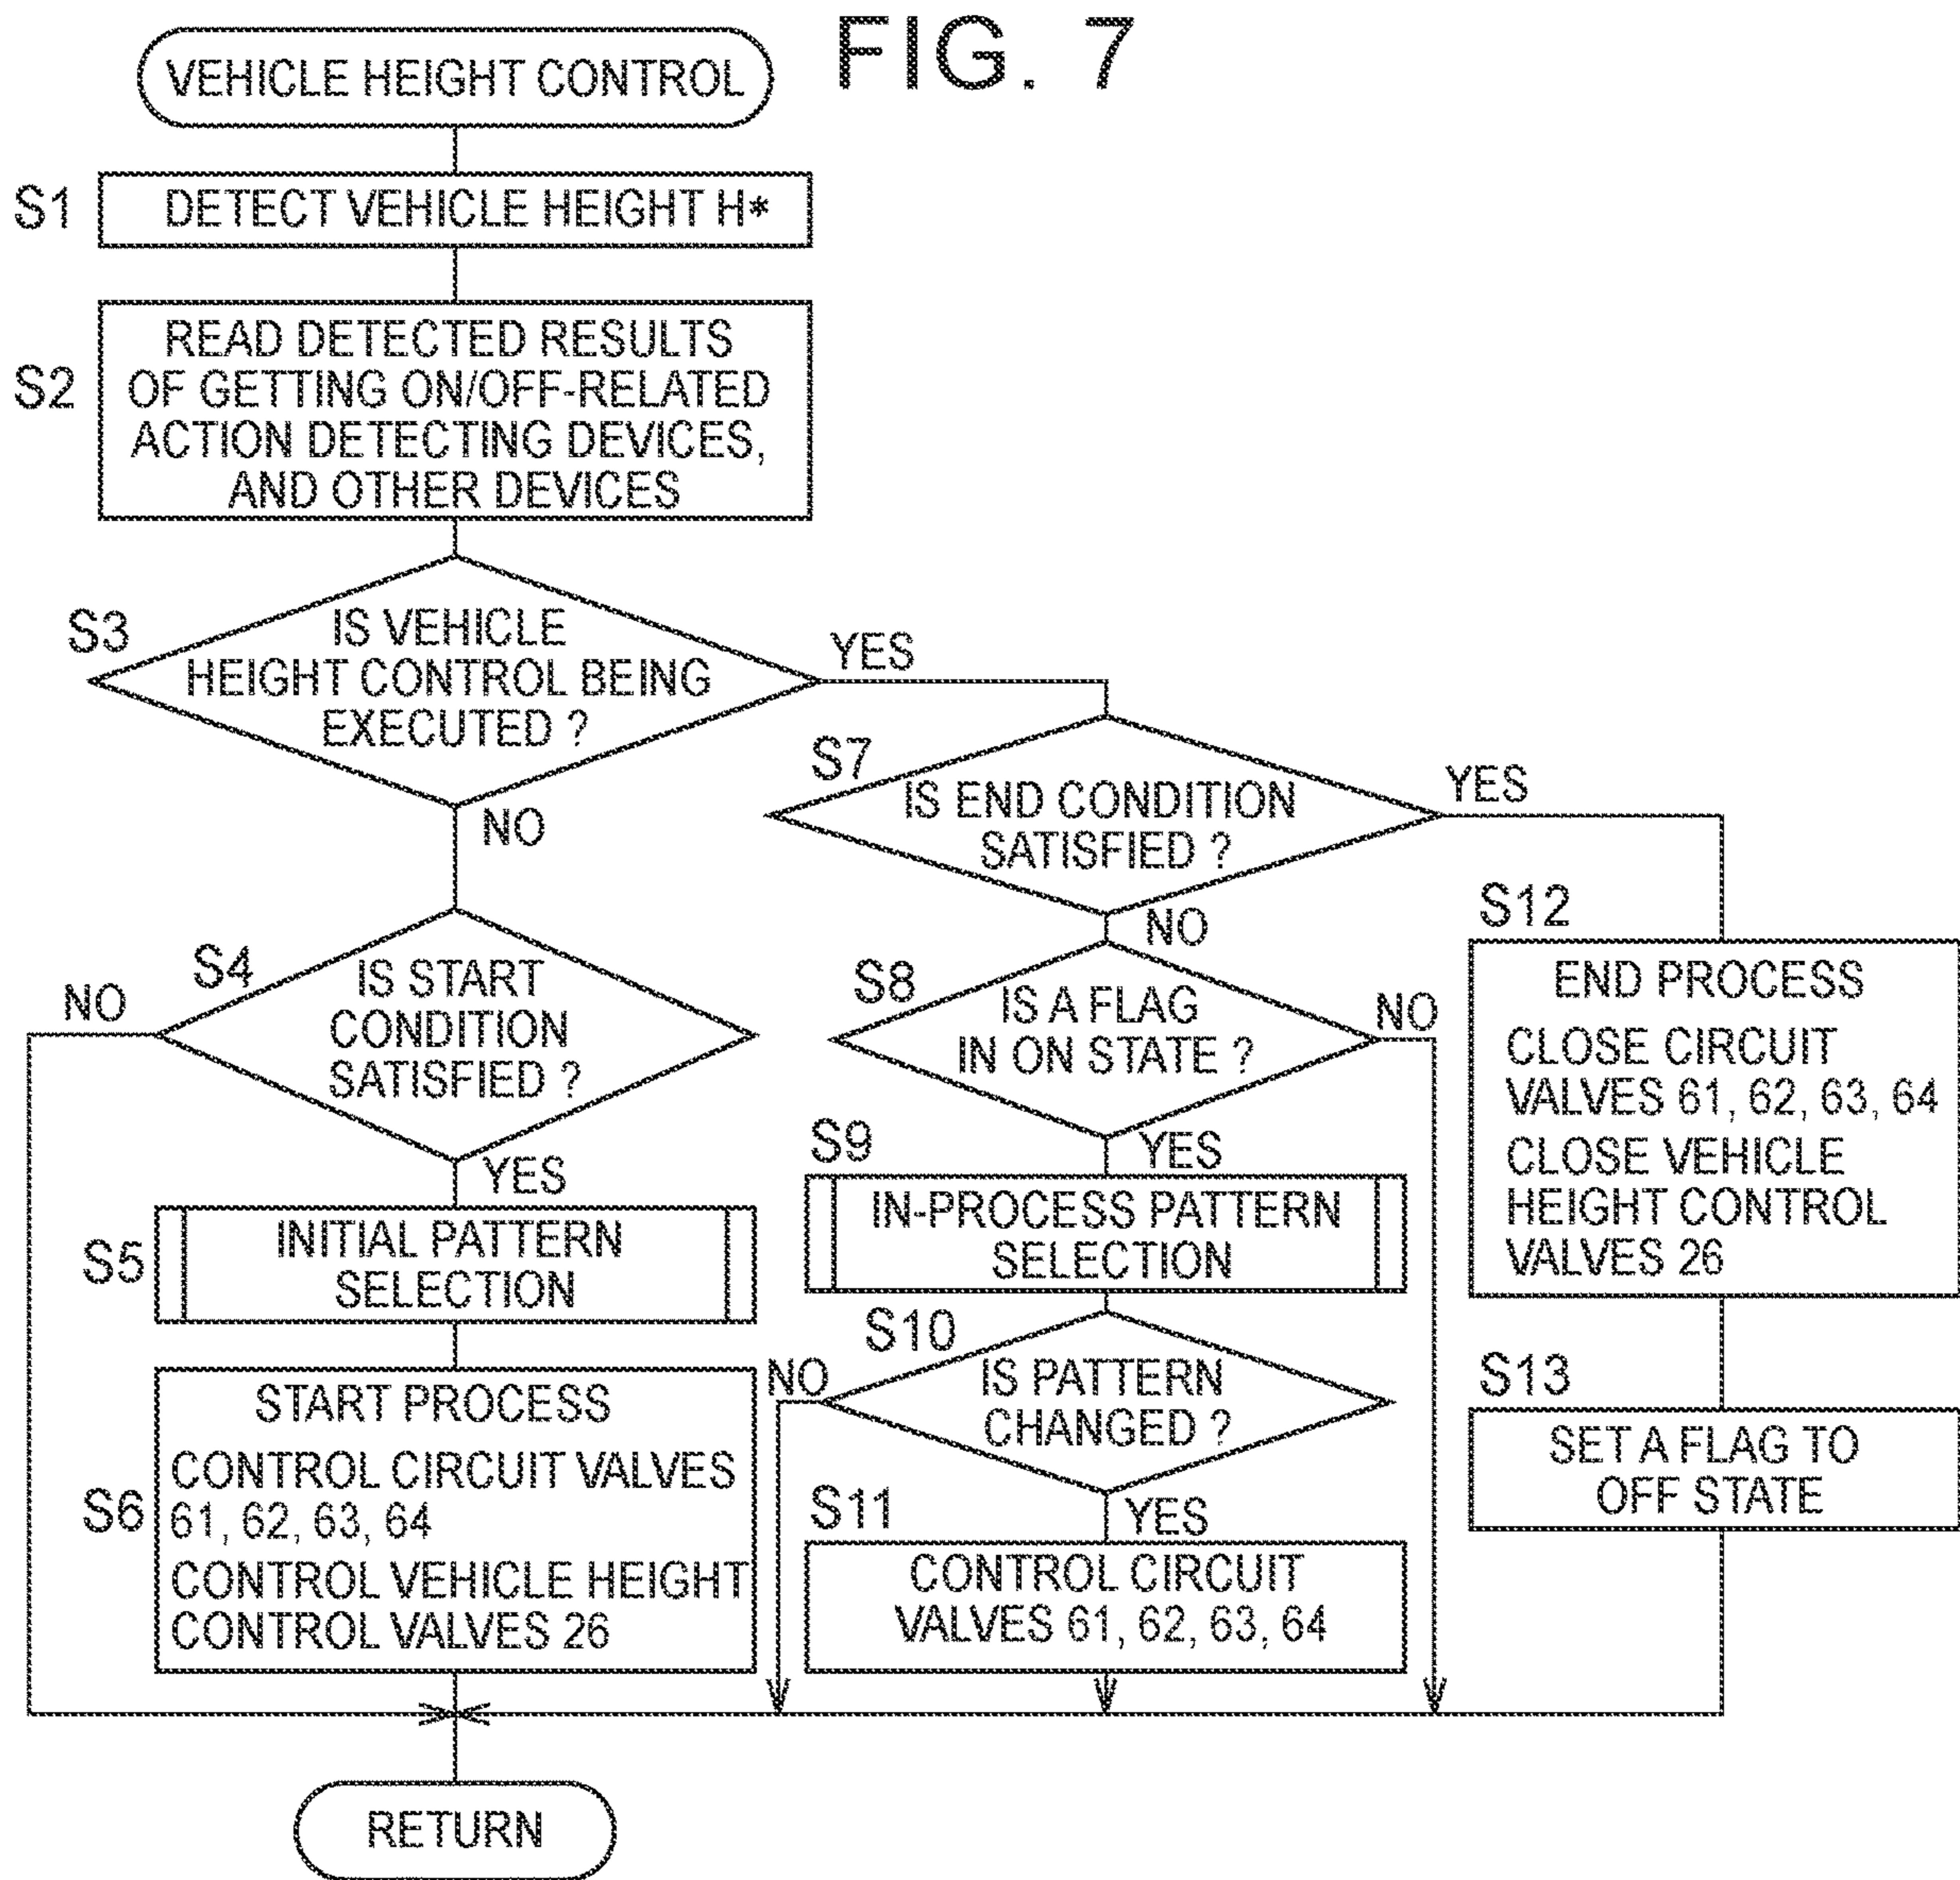 FIG. 7
VEHICLE HEIGHT CONTROL
S1
DETECT VEHICLE HEIGHT H*
S2
READ DETECTED RESULTS
OF GETTING ON/OFF-RELATED
ACTION DETECTING DEVICES,
AND OTHER DEVICES
S3
IS VEHICLE
HEIGHT CONTROL BEING
EXECUTED ?
YES
NO
S4
IS START
CONDITION
SATISFIED ?
NO
YES
S5
INITIAL PATTERN
SELECTION
S6
START PROCESS
CONTROL CIRCUIT VALVES
61, 62, 63, 64
CONTROL VEHICLE HEIGHT
CONTROL VALVES 26
S7
IS END CONDITION
SATISFIED ?
YES
NO
S8
IS A FLAG
IN ON STATE ?
NO
YES
S9
IN-PROCESS PATTERN
SELECTION
S10
IS PATTERN
CHANGED ?
NO
YES
S11
CONTROL CIRCUIT
VALVES 61, 62, 63, 64
S12
END PROCESS
CLOSE CIRCUIT
VALVES 61, 62, 63, 64
CLOSE VEHICLE
HEIGHT CONTROL
VALVES 26
S13
SET A FLAG TO
OFF STATE
RETURN